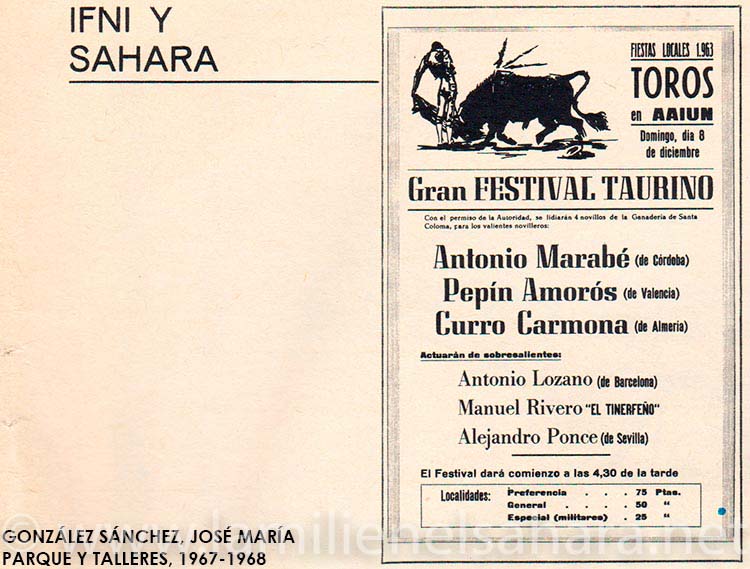 IFNI Y
SAHARA
FIESTAS LOCALES 1.963
TOROS
en AAIUN
Domingo, día 8
de diciembre
Gran FESTIVAL TAURINO
Con el permiso de la Autoridad, se lidiarán 4 novillos de la Ganadería de Santa
Coloma, para los valientes novilleros:
Antonio Marabé (de Córdoba)
Pepín Amorós (de Valencia)
Curro Carmona (de Almería)
Actuarán de sobresalientes:
Antonio Lozano (de Barcelona)
Manuel Rivero "EL TINERFEÑO"
Alejandro Ponce (de Sevilla)
El Festival dará comienzo a las 4,30 de la tarde
Localidades: Preferencia . . . 75 Ptas.
General . . . . 50 "
Especial (militares) . 25 "
www.lamilienelsahara.net
GONZÁLEZ SÁNCHEZ, JOSÉ MARÍA
PARQUE Y TALLERES, 1967-1968